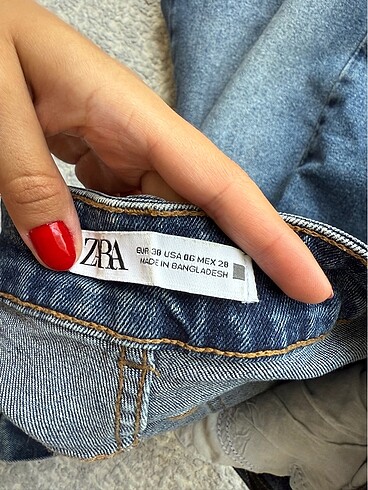 ZARA
EUR 38 USA 06 MEX 28
MADE IN BANGLADESH